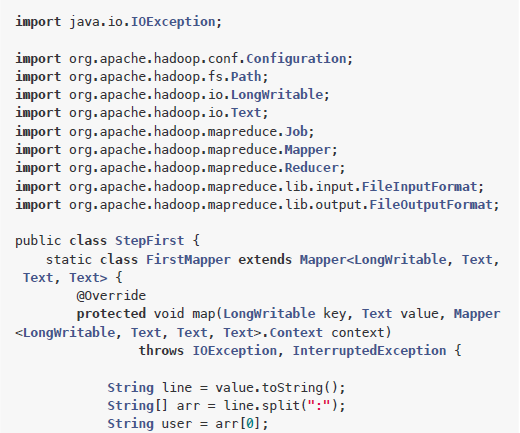 import java.io.IOException;
import org.apache.hadoop.conf.Configuration;
import org.apache.hadoop.fs.Path;
import org.apache.hadoop.io.LongWritable;
import org.apache.hadoop.io.Text;
import org.apache.hadoop.mapreduce.Job;
import org.apache.hadoop.mapreduce.Mapper;
import org.apache.hadoop.mapreduce.Reducer;
import org.apache.hadoop.mapreduce.lib.input.FileInputFormat;
import org.apache.hadoop.mapreduce.lib.output.FileOutputFormat;
public class StepFirst {
static class FirstMapper extends Mapper<LongWritable, Text,
Text, Text> {
@Override
protected void map(LongWritable key, Text value, Mapper
<LongWritable, Text, Text, Text>.Context context)
throws IOException, InterruptedException {
String line = value.toString();
String[] arr = line.split(":");
String user = arr[0];